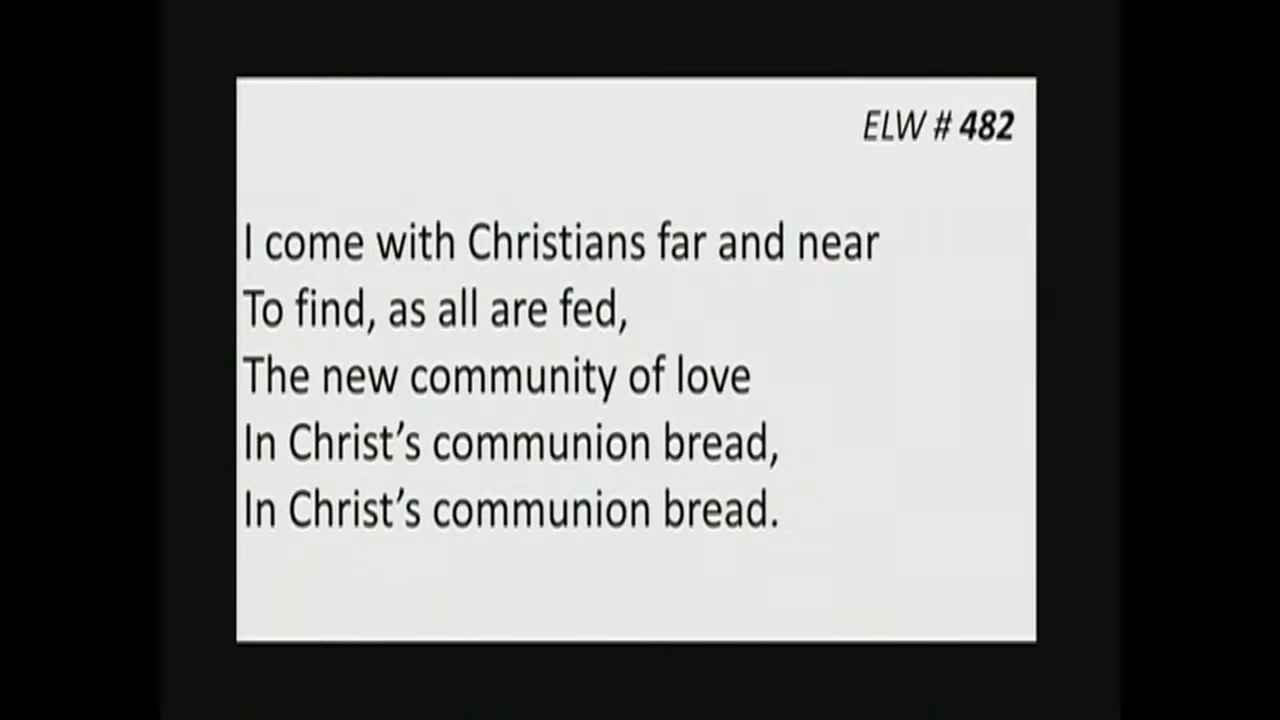 ELW # 482
I come with Christians far and near
To find, as all are fed,
The new community of love
In Christ’s communion bread,
In Christ’s communion bread.